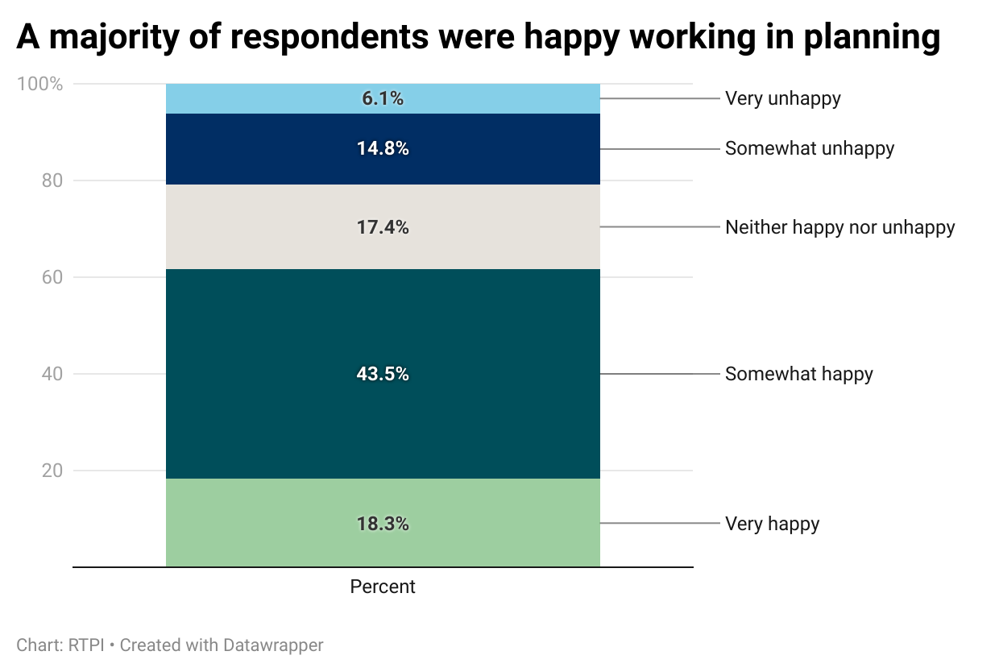 A majority of respondents were happy working in planning
100%
6.1%
Very unhappy
14.8%
Somewhat unhappy
80
17.4%
Neither happy nor unhappy
60
40
43.5%
Somewhat happy
20
18.3%
Very happy
Percent
Chart: RTPI • Created with Datawrapper